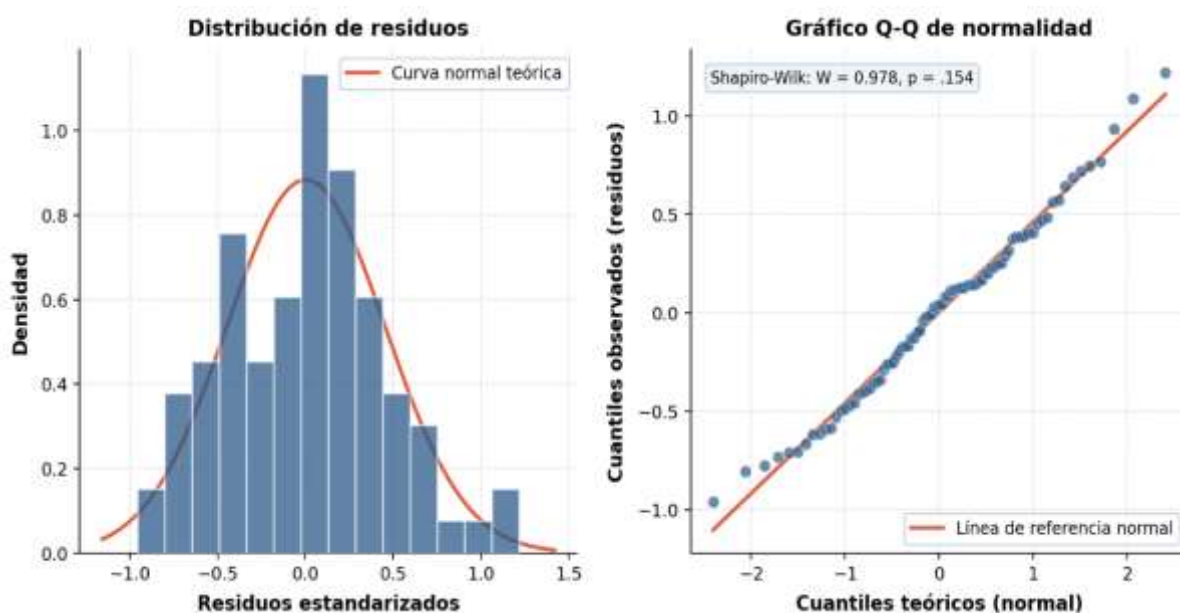 Distribución de residuos
Curva normal teórica
Densidad
1.0
0.8
0.6
0.4
0.2
0.0
−1.0 −0.5 0.0 0.5 1.0 1.5
Residuos estandarizados
Gráfico Q-Q de normalidad
Shapiro-Wilk: W = 0.978, p = .154
Cuantiles observados (residuos)
1.0
0.5
0.0
−0.5
−1.0
Línea de referencia normal
−2 −1 0 1 2
Cuantiles teóricos (normal)